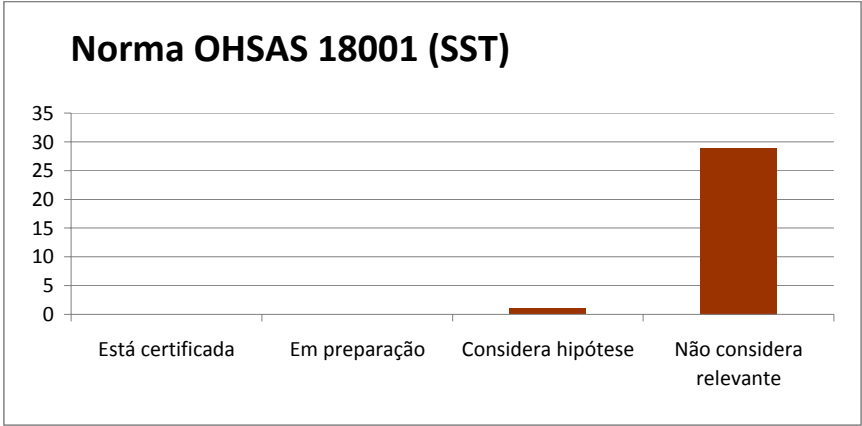 Norma OHSAS 18001 (SST)
35
30
25
20
15
10
5
0
Está certificada
Em preparação
Considera hipótese
Não considera
relevante